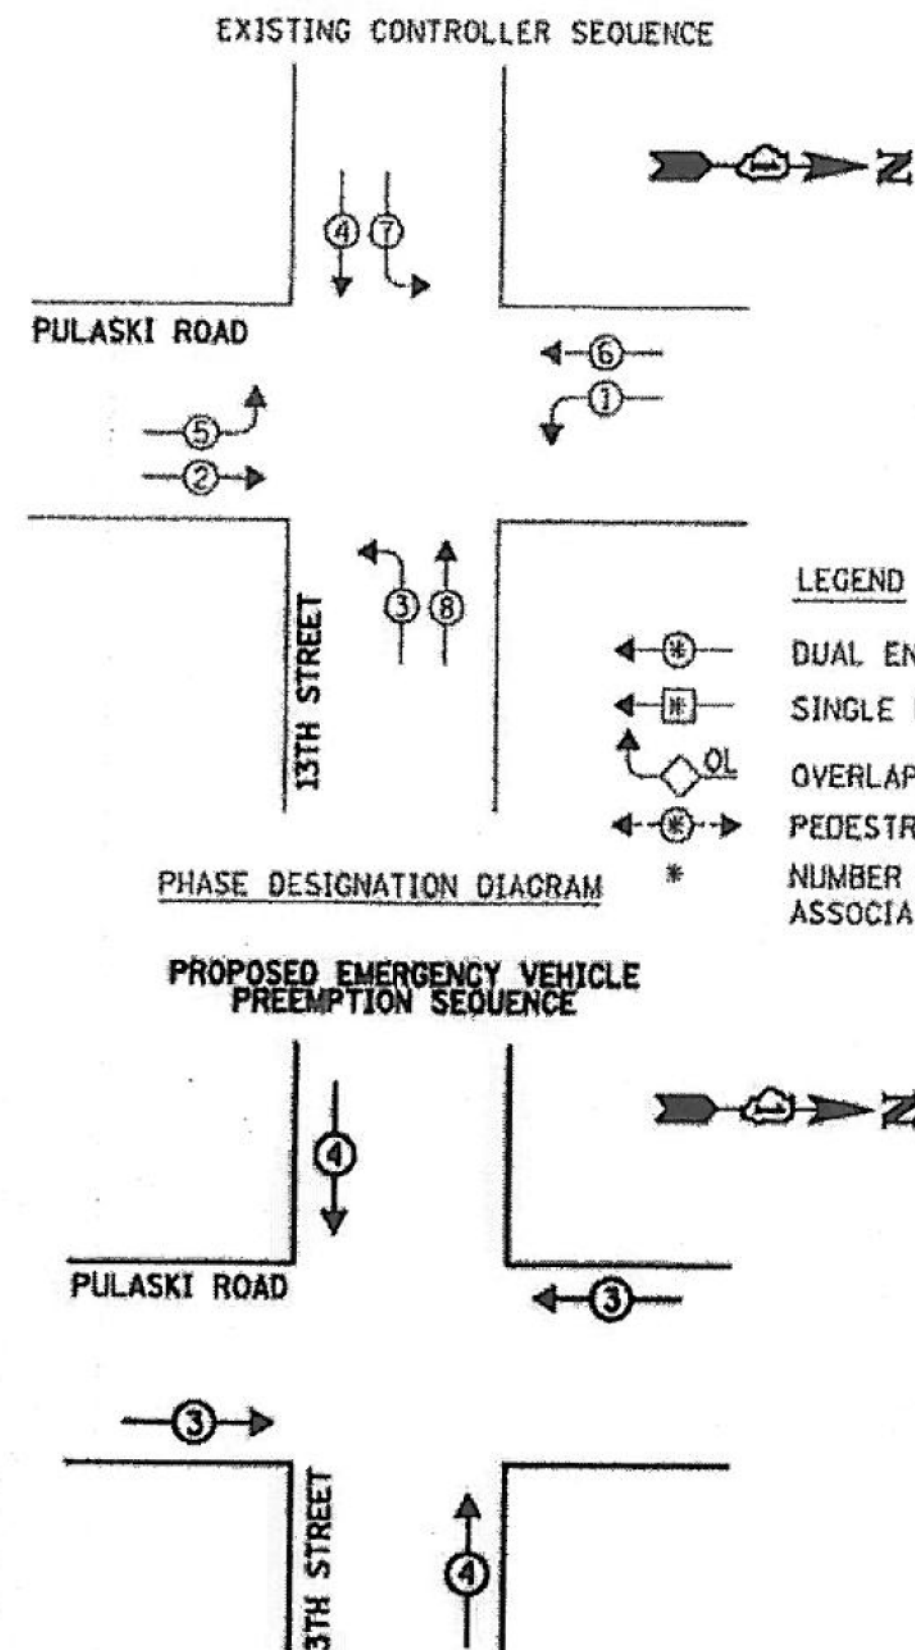 EXISTING CONTROLLER SEQUENCE
N
4 7
PULASKI ROAD
6
1
5
2
3 8
13TH STREET
LEGEND
* DUAL EN
* SINGLE
OL OVERLAP
* PEDESTR
* NUMBER
ASSOCIA
PHASE DESIGNATION DIAGRAM
PROPOSED EMERGENCY VEHICLE
PREEMPTION SEQUENCE
N
4
PULASKI ROAD
3
3
3TH STREET
4